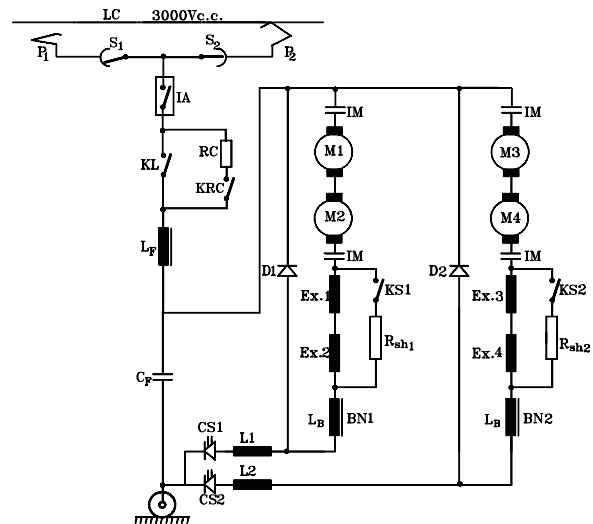 LC 3000Vc.c.
P1 S1 S2 P2
IA IM IM
RC M1 M3
KL
KRC M2 M4
LF IM IM
D1 D2
Ex.1 KS1 Ex.3 KS2
Ex.2 Rsh1 Ex.4 Rsh2
CF
LB BN1 LB BN2
CS1 L1
CS2 L2